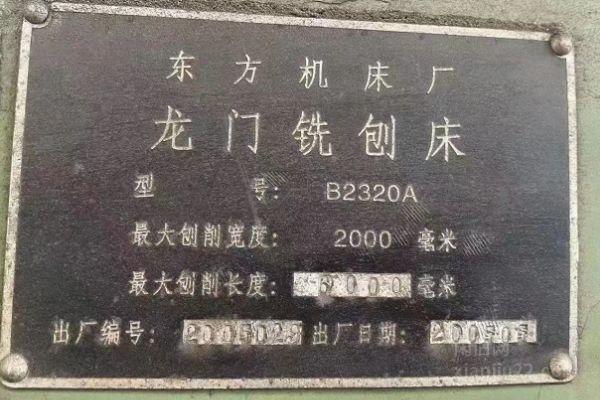 东方机床厂
龙门铣刨床
型 号: B2320A
最大刨削宽度: 2000 毫米
最大刨削长度: 6000 毫米
出厂编号: 出厂日期: